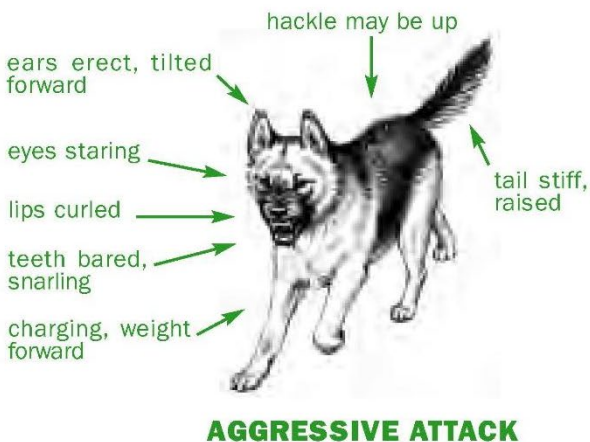 hackle may be up
ears erect, tilted
forward
eyes staring
lips curled
teeth bared,
snarling
charging, weight
forward
tail stiff,
raised
AGGRESSIVE ATTACK